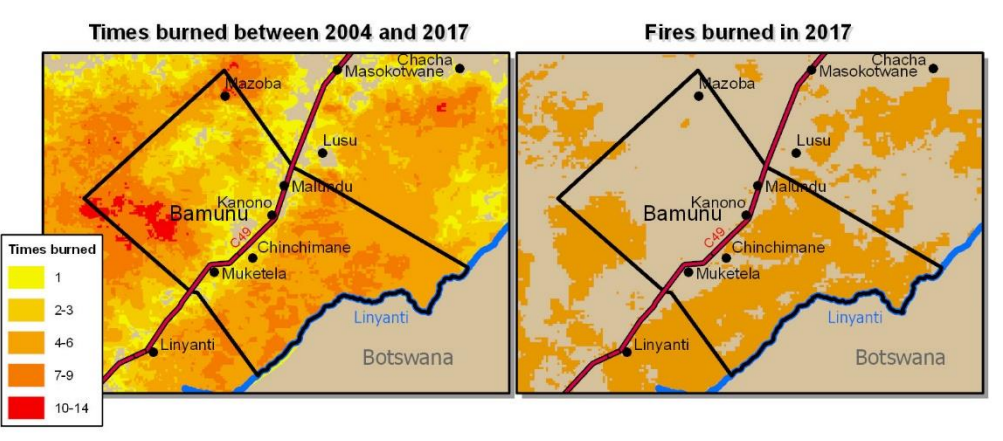 Times burned between 2004 and 2017
Chacha
Masokotwane
Mazoba
Lusu
Malundu
Kanono
Bamunu
C49
Chinchimane
Muketela
Linyanti
Linyanti
Botswana
Times burned
1
2-3
4-6
7-9
10-14
Fires burned in 2017
Chacha
Masokotwane
Mazoba
Lusu
Malundu
Kanono
Bamunu
C49
Chinchimane
Muketela
Linyanti
Linyanti
Botswana